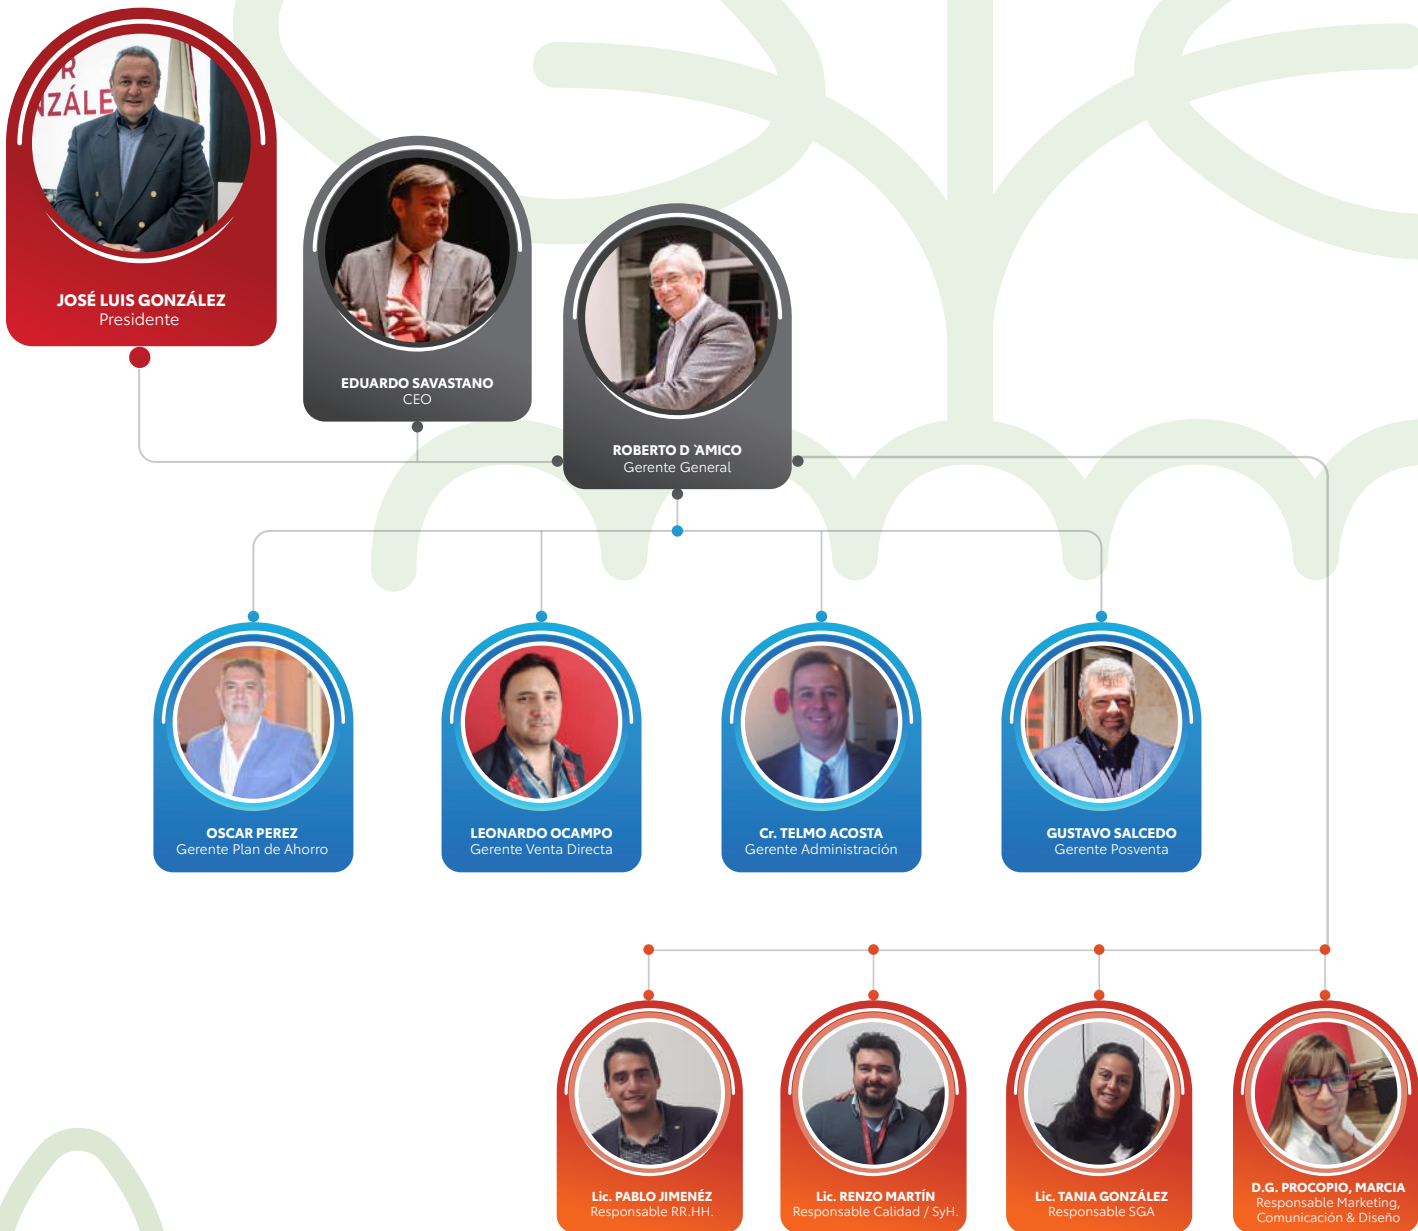 R
NZÁLE
JOSÉ LUIS GONZÁLEZ
Presidente
EDUARDO SAVASTANO
CEO
ROBERTO D`AMICO
Gerente General
OSCAR PEREZ
Gerente Plan de Ahorro
LEONARDO OCAMPO
Gerente Venta Directa
Cr. TELMO ACOSTA
Gerente Administración
GUSTAVO SALCEDO
Gerente Posventa
Lic. PABLO JIMENÉZ
Responsable RR.HH.
Lic. RENZO MARTÍN
Responsable Calidad / SyH.
Lic. TANIA GONZÁLEZ
Responsable SGA
D.G. PROCOPIO, MARCIA
Responsable Marketing,
Comunicación & Diseño